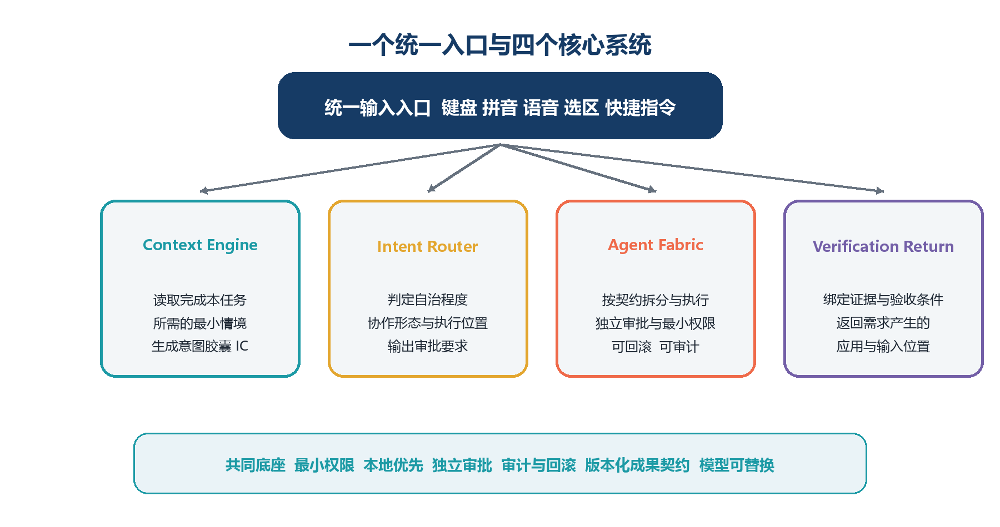 一个统一入口与四个核心系统
统一输入入口 键盘 拼音 语音 选区 快捷指令
Context Engine
读取完成本任务
所需的最小情境
生成意图胶囊 IC
Intent Router
判定自治程度
协作形态与执行位置
输出审批要求
Agent Fabric
按契约拆分与执行
独立审批与最小权限
可回滚 可审计
Verification Return
绑定证据与验收条件
返回需求产生的
应用与输入位置
共同底座 最小权限 本地优先 独立审批 审计与回滚 版本化成果契约 模型可替换